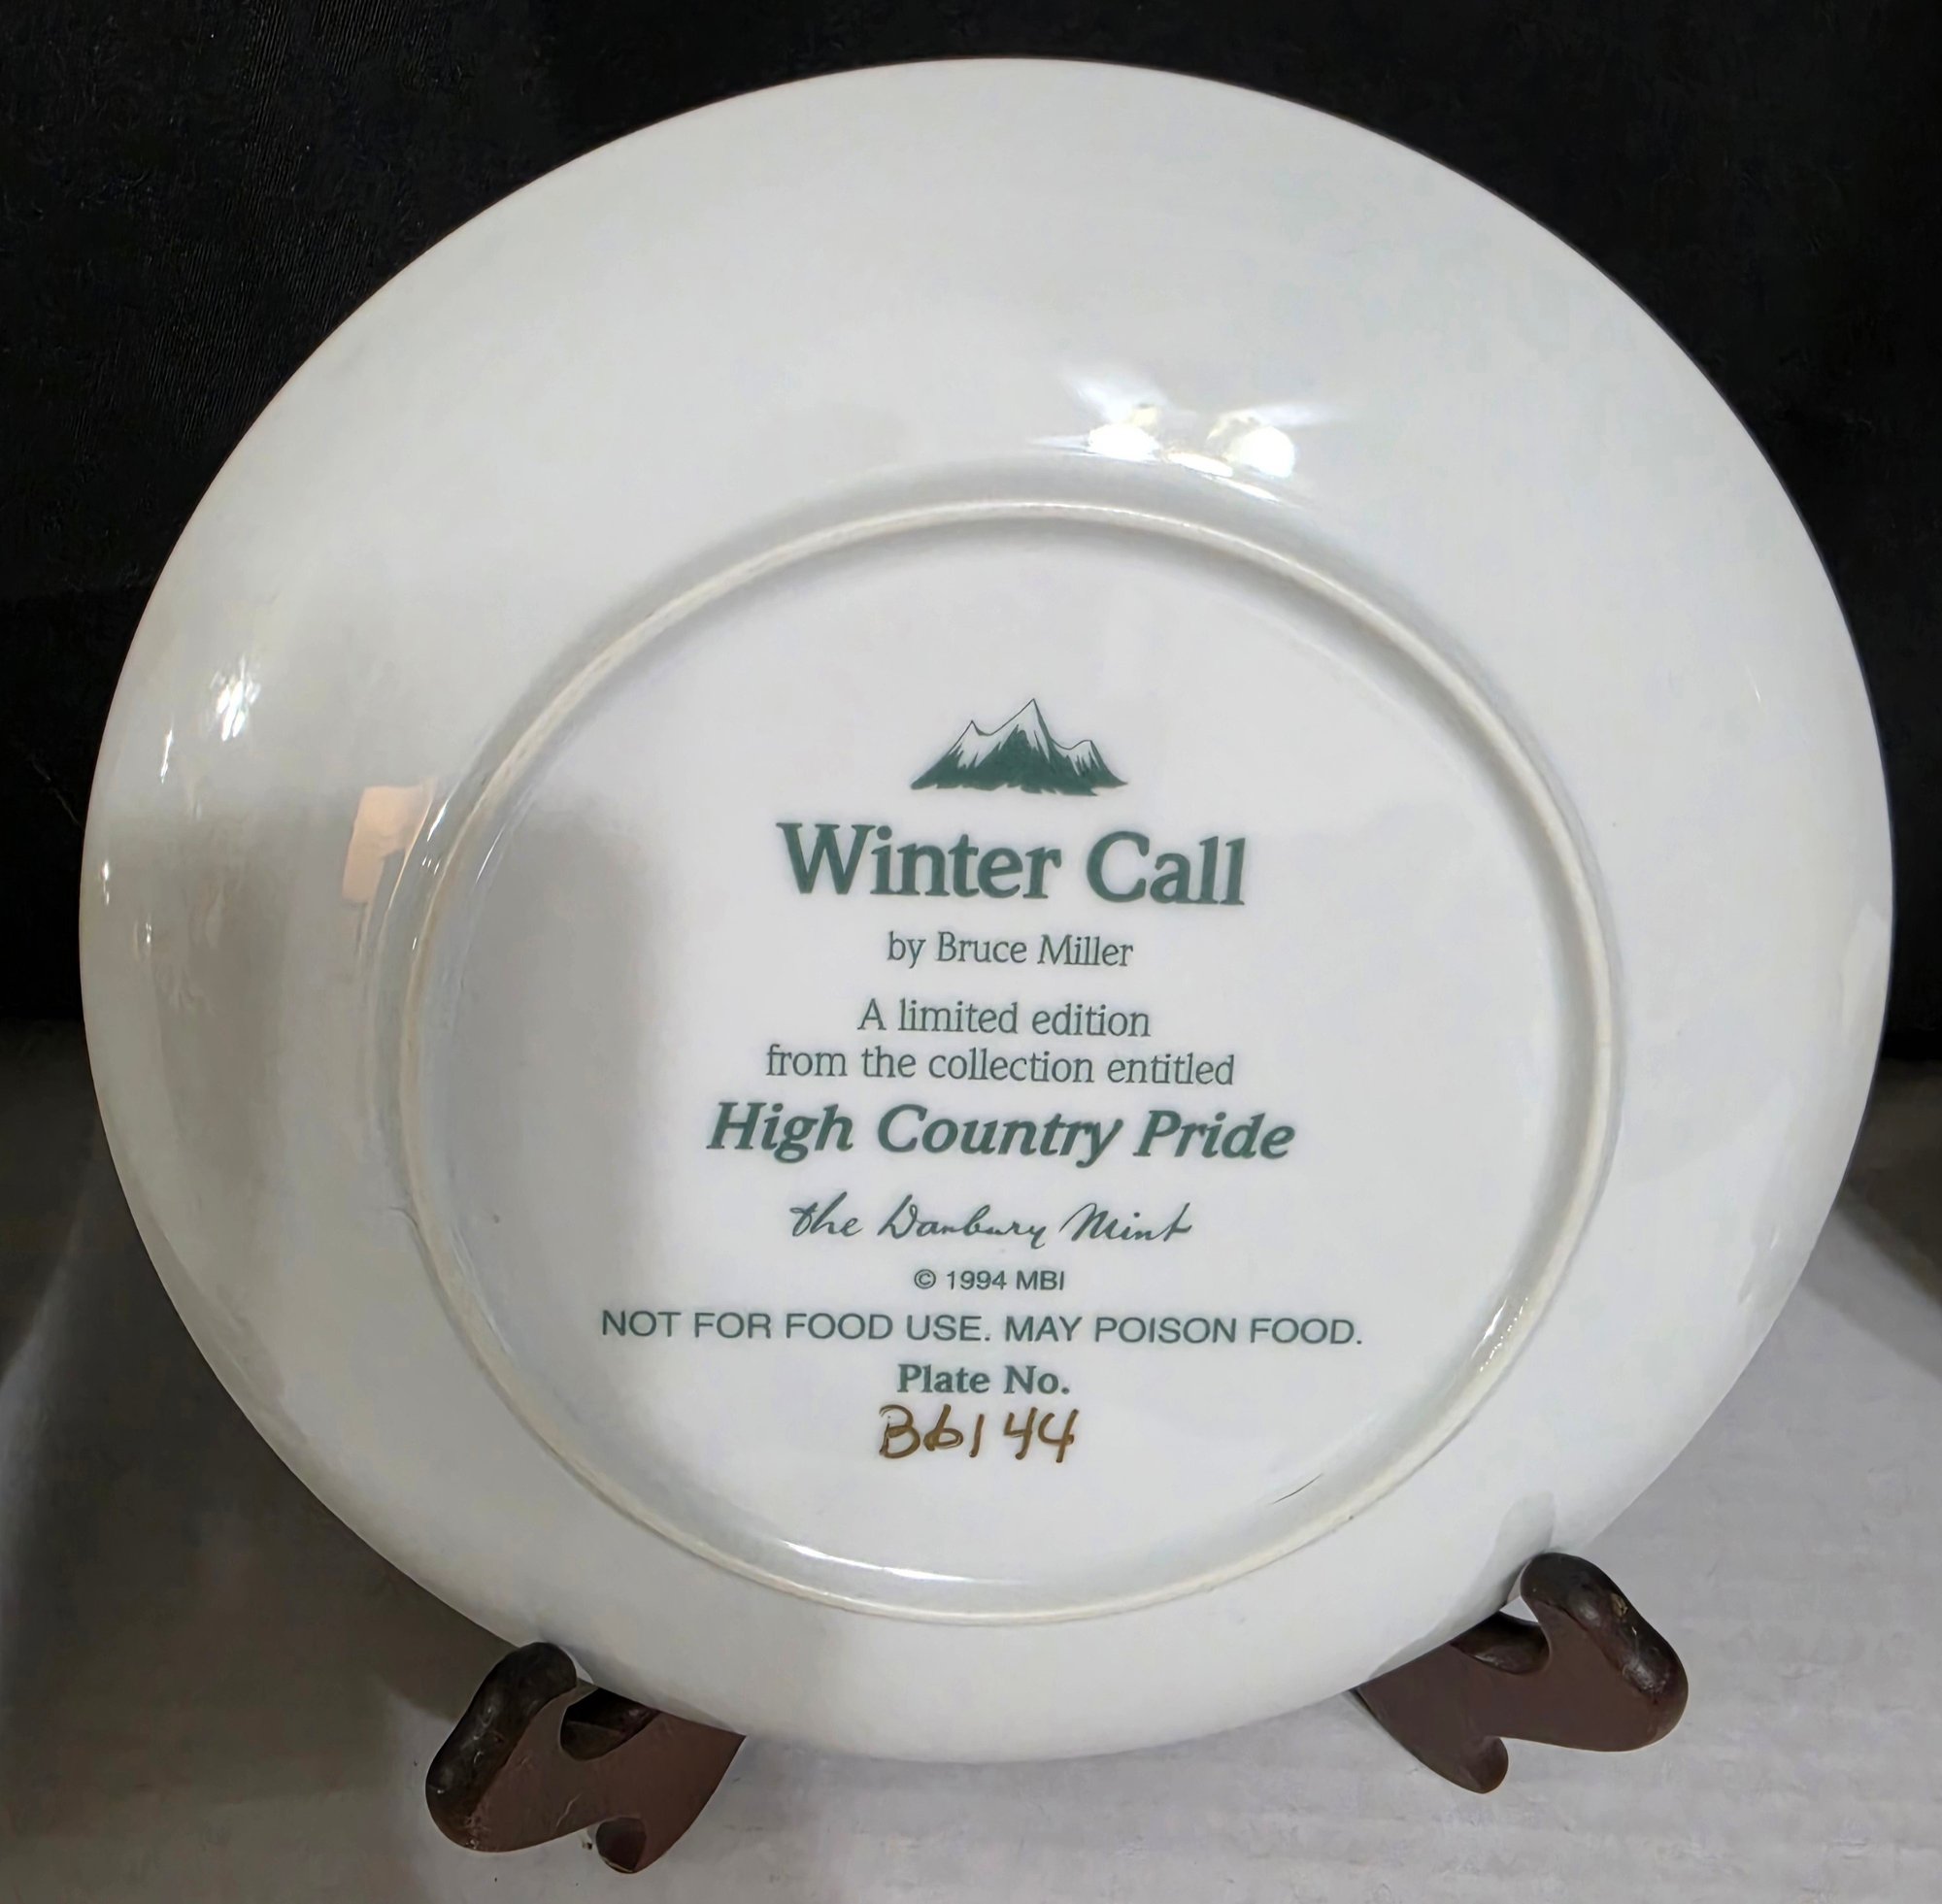 Winter Call
by Bruce Miller
A limited edition
from the collection entitled
High Country Pride
the Danbury Mint
© 1994 MBI
NOT FOR FOOD USE. MAY POISON FOOD.
Plate No.
B6144